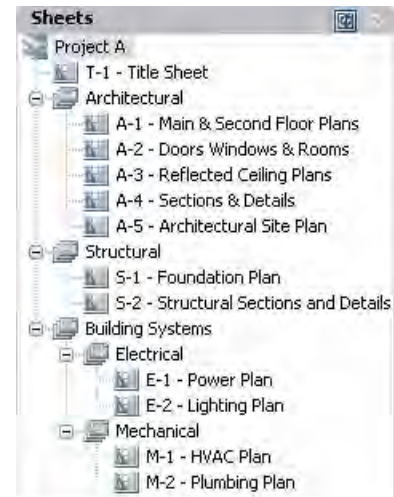 Sheets
Project A
T-1 - Title Sheet
Architectural
A-1 - Main & Second Floor Plans
A-2 - Doors Windows & Rooms
A-3 - Reflected Ceiling Plans
A-4 - Sections & Details
A-5 - Architectural Site Plan
Structural
S-1 - Foundation Plan
S-2 - Structural Sections and Details
Building Systems
Electrical
E-1 - Power Plan
E-2 - Lighting Plan
Mechanical
M-1 - HVAC Plan
M-2 - Plumbing Plan